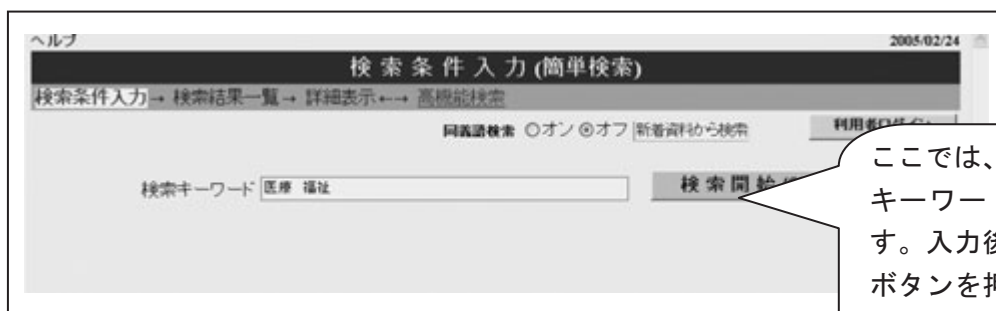 ヘルプ 2005/02/24
検索条件入力(簡単検索)
検索条件入力→ 検索結果一覧→ 詳細表示←→ 高機能検索
同義語検索 ○オン ◉オフ 新着資料から検索 利用者ログイン
検索キーワード 医療 福祉 検索開始
ここでは、
キーワー
す。入力後
ボタンを押